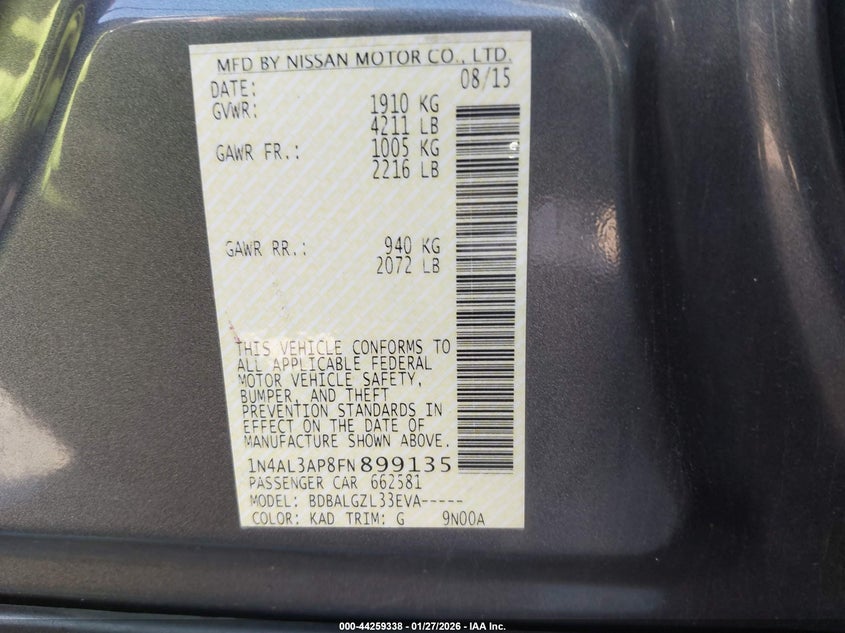 MFD BY NISSAN MOTOR CO., LTD.
DATE: 08/15
GVWR: 1910 KG
4211 LB
GAWR FR.: 1005 KG
2216 LB
GAWR RR.: 940 KG
2072 LB
THIS VEHICLE CONFORMS TO
ALL APPLICABLE FEDERAL
MOTOR VEHICLE SAFETY,
BUMPER, AND THEFT
PREVENTION STANDARDS IN
EFFECT ON THE DATE OF
MANUFACTURE SHOWN ABOVE.
1N4AL3AP8FN899135
PASSENGER CAR 662581
MODEL: BDBALGZL33EVA-----
COLOR: KAD TRIM: G 9N00A
000-44259338 - 01/27/2026 - IAA Inc.